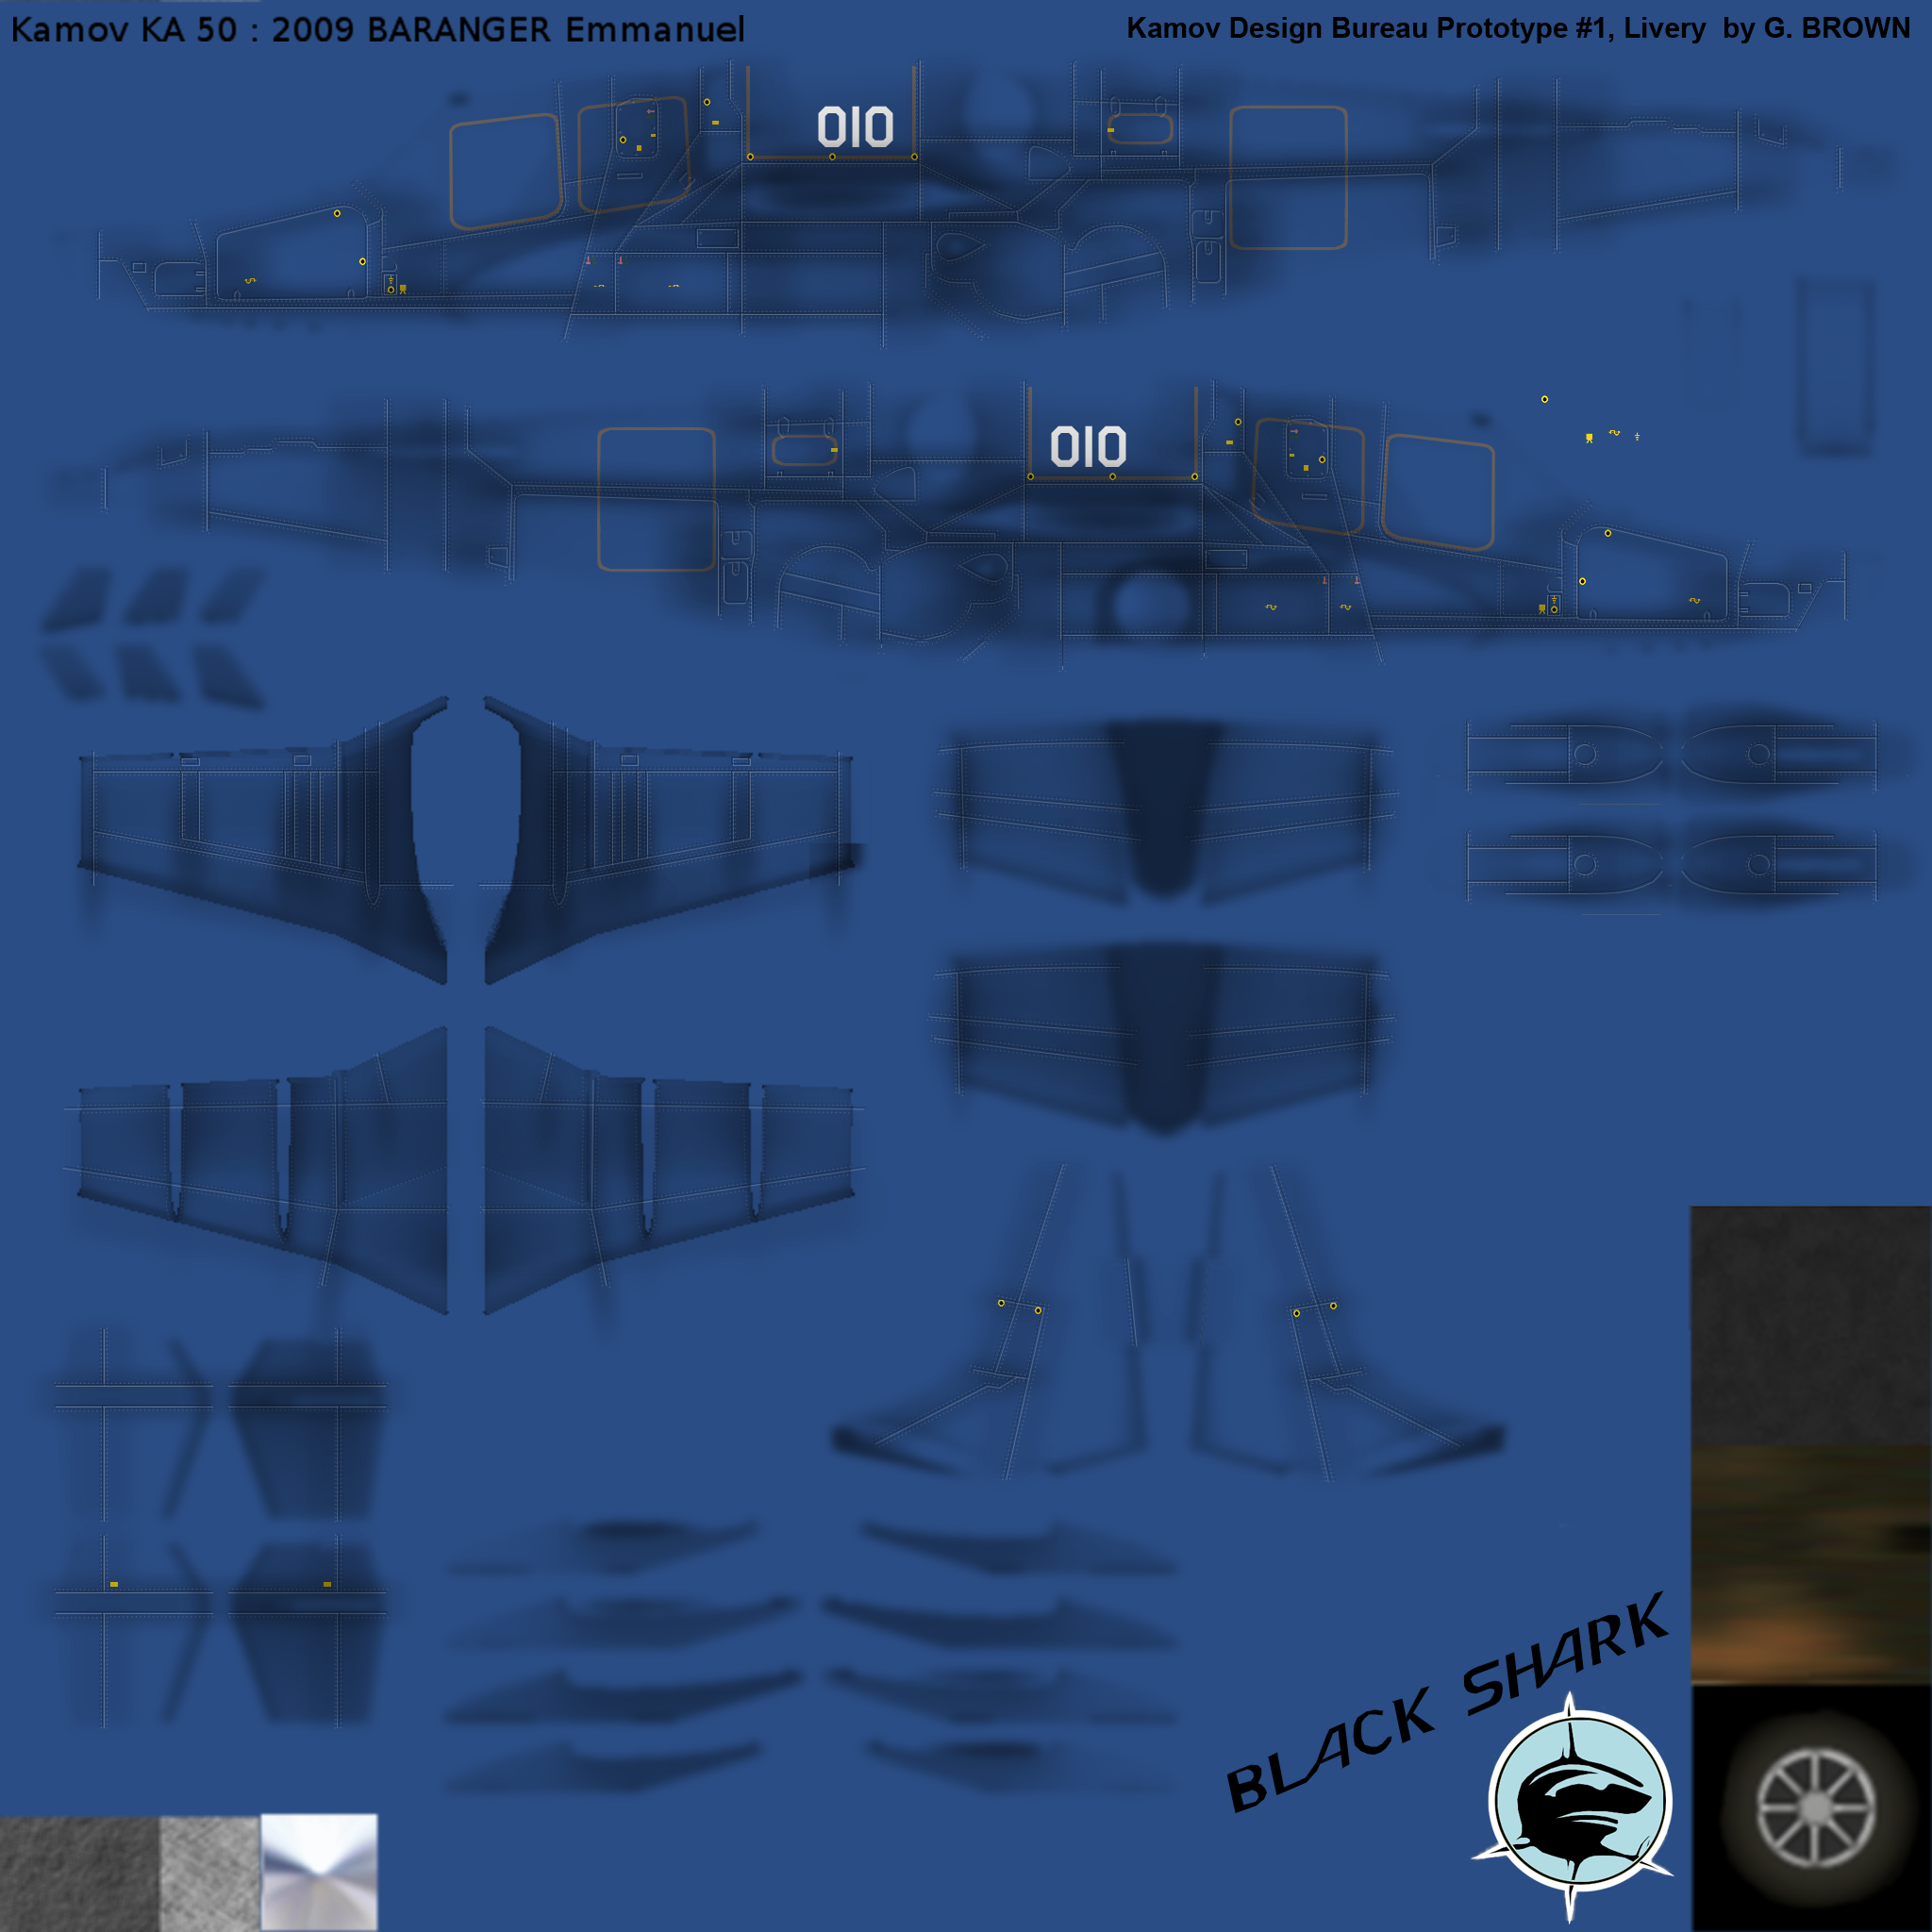 Kamov KA 50 : 2009 BARANGER Emmanuel
Kamov Design Bureau Prototype #1, Livery  by G. BROWN
010
010
BLACK SHARK